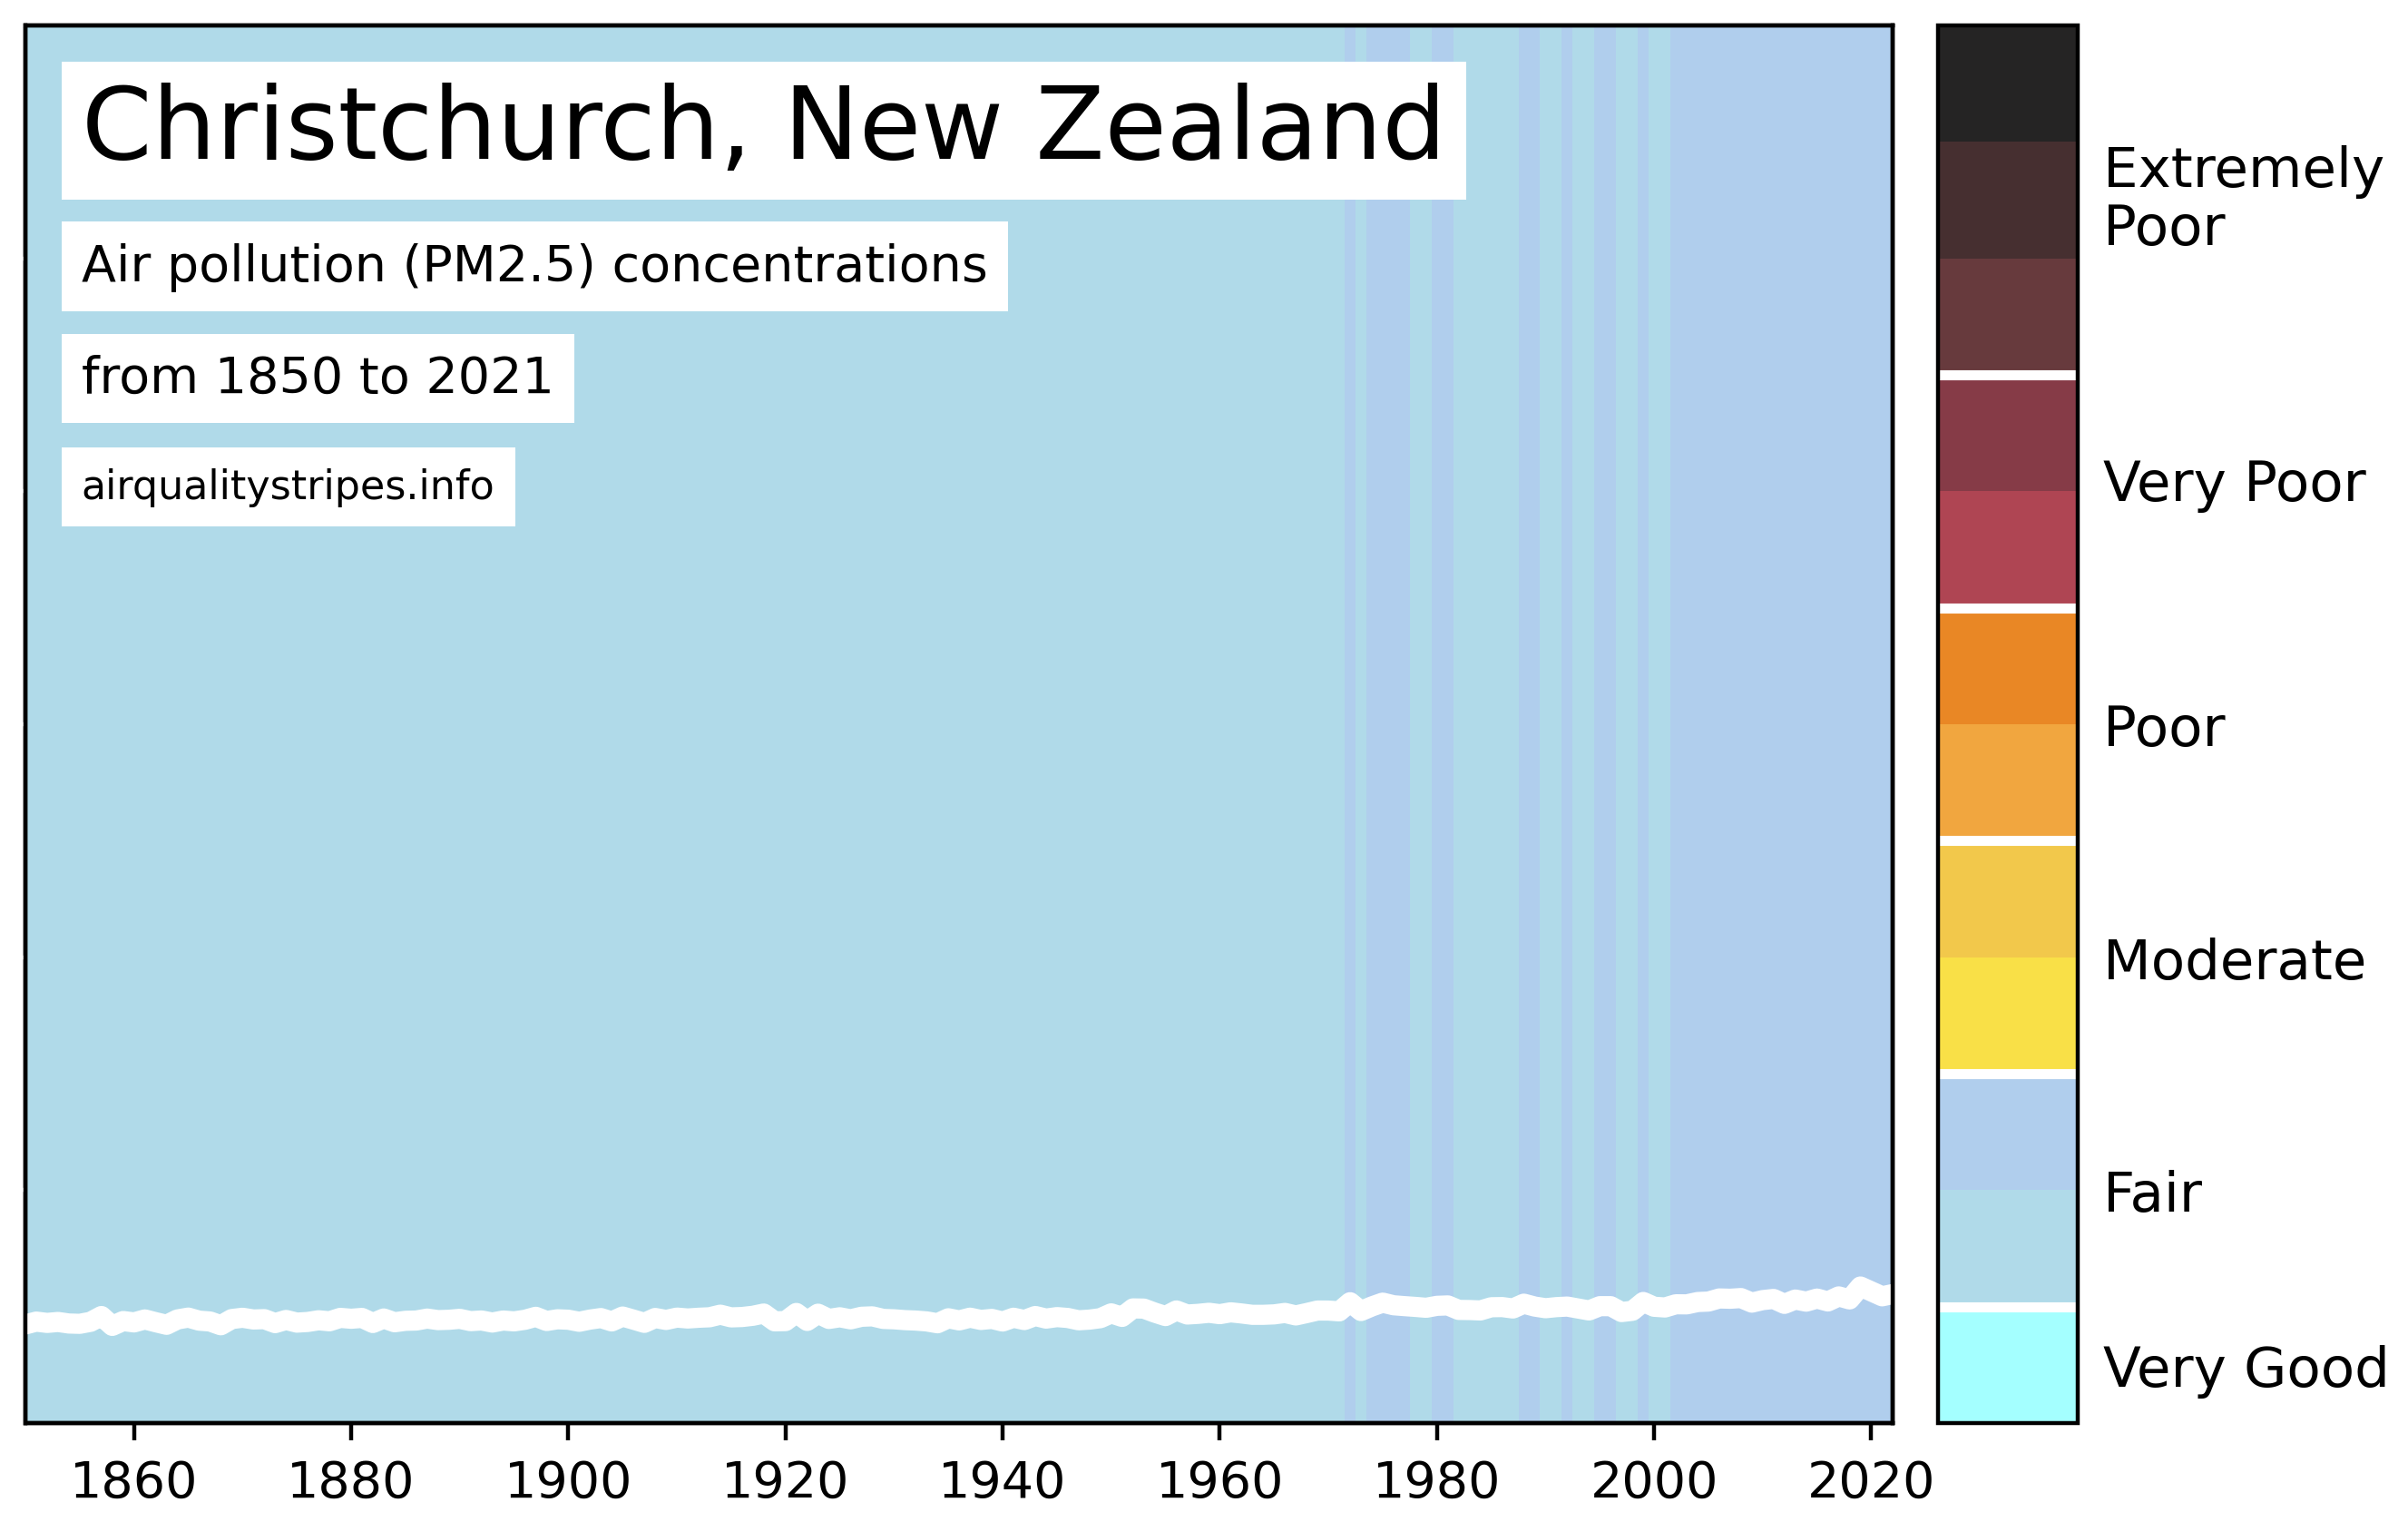 Christchurch, New Zealand
Air pollution (PM2.5) concentrations
from 1850 to 2021
airqualitystripes.info
Extremely
Poor
Very Poor
Poor
Moderate
Fair
Very Good
1860 1880 1900 1920 1940 1960 1980 2000 2020